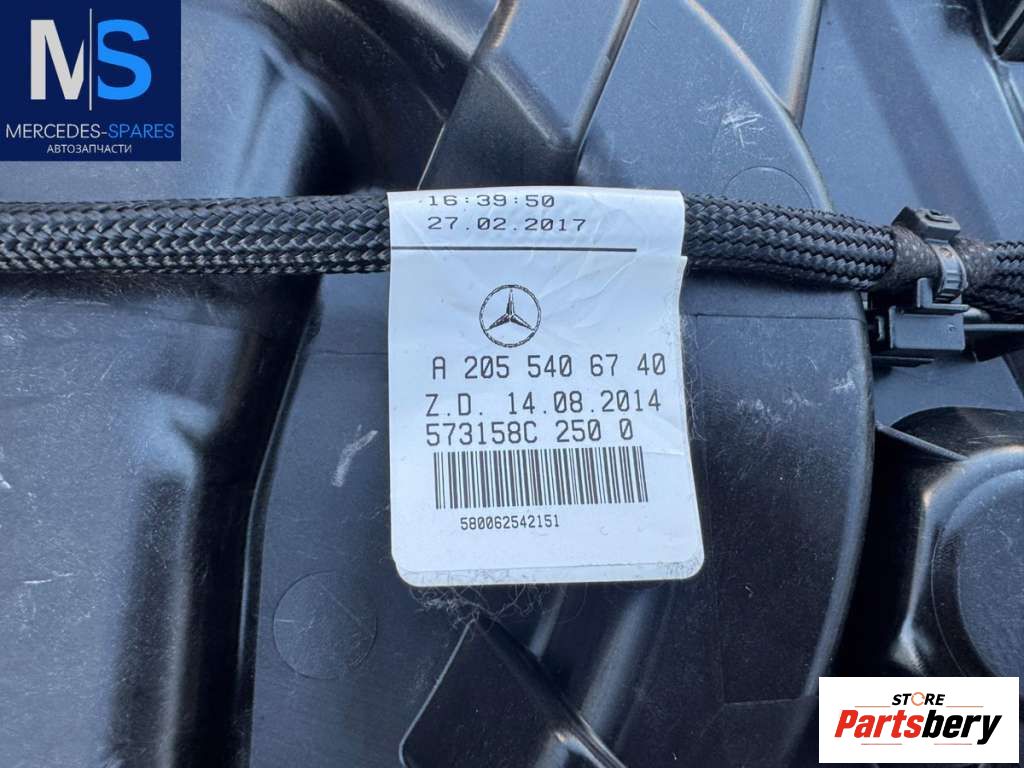 MS
MERCEDES-SPARES
АВТОЗАПЧАСТИ
16:39:50
27.02.2017
A 205 540 67 40
Z.D. 14.08.2014
573158C 250 0
580062542151
STORE
Partsbery